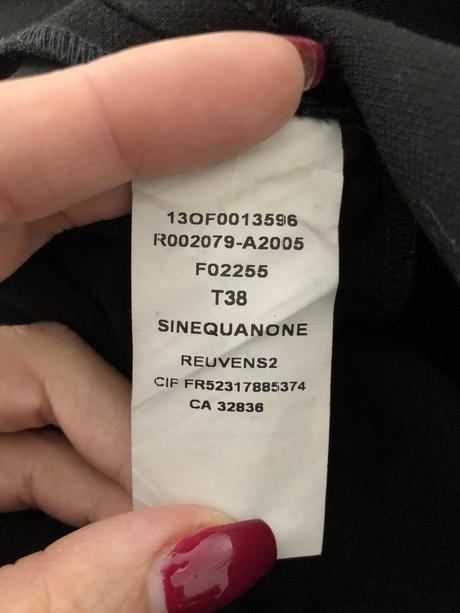 13OF0013596
R002079-A2005
F02255
T38
SINEQUANONE
REUVENS2
CIF FR52317885374
CA 32836